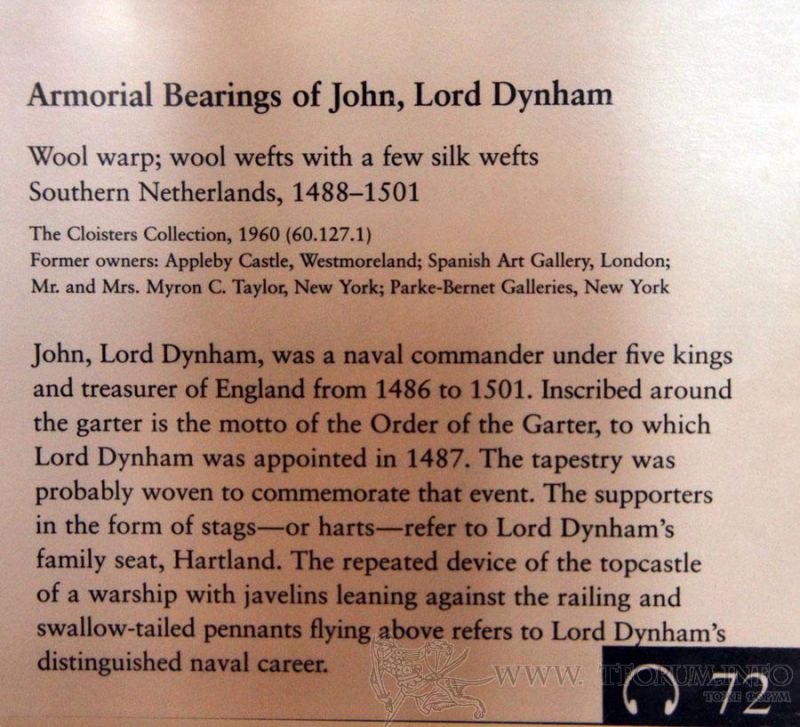 Armorial Bearings of John, Lord Dynham
Wool warp; wool wefts with a few silk wefts
Southern Netherlands, 1488–1501
The Cloisters Collection, 1960 (60.127.1)
Former owners: Appleby Castle, Westmoreland; Spanish Art Gallery, London;
Mr. and Mrs. Myron C. Taylor, New York; Parke-Bernet Galleries, New York
John, Lord Dynham, was a naval commander under five kings
and treasurer of England from 1486 to 1501. Inscribed around
the garter is the motto of the Order of the Garter, to which
Lord Dynham was appointed in 1487. The tapestry was
probably woven to commemorate that event. The supporters
in the form of stags—or harts—refer to Lord Dynham's
family seat, Hartland. The repeated device of the topcastle
of a warship with javelins leaning against the railing and
swallow-tailed pennants flying above refers to Lord Dynham's
distinguished naval career.
WWW.TFORUM.INFO
ТОЖЕ ФОРУМ
72